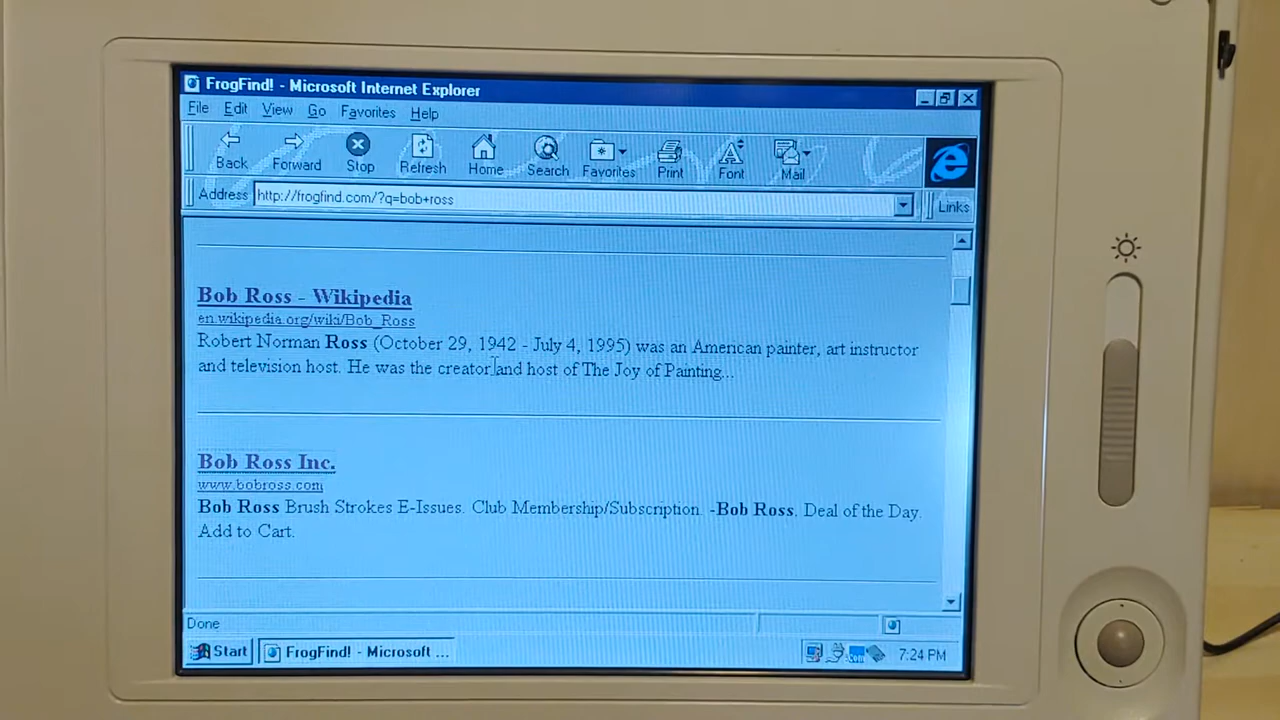 FrogFind! - Microsoft Internet Explorer
File Edit View Go Favorites Help
Back Forward Stop Refresh Home Search Favorites Print Font Mail
Address http://frogfind.com/?q=bob+ross Links
Bob Ross - Wikipedia
en.wikipedia.org/wiki/Bob_Ross
Robert Norman Ross (October 29, 1942 - July 4, 1995) was an American painter, art instructor
and television host. He was the creator and host of The Joy of Painting...
Bob Ross Inc.
www.bobross.com
Bob Ross Brush Strokes E-Issues. Club Membership/Subscription. -Bob Ross. Deal of the Day.
Add to Cart.
Done
Start FrogFind! - Microsoft ... 7:24 PM